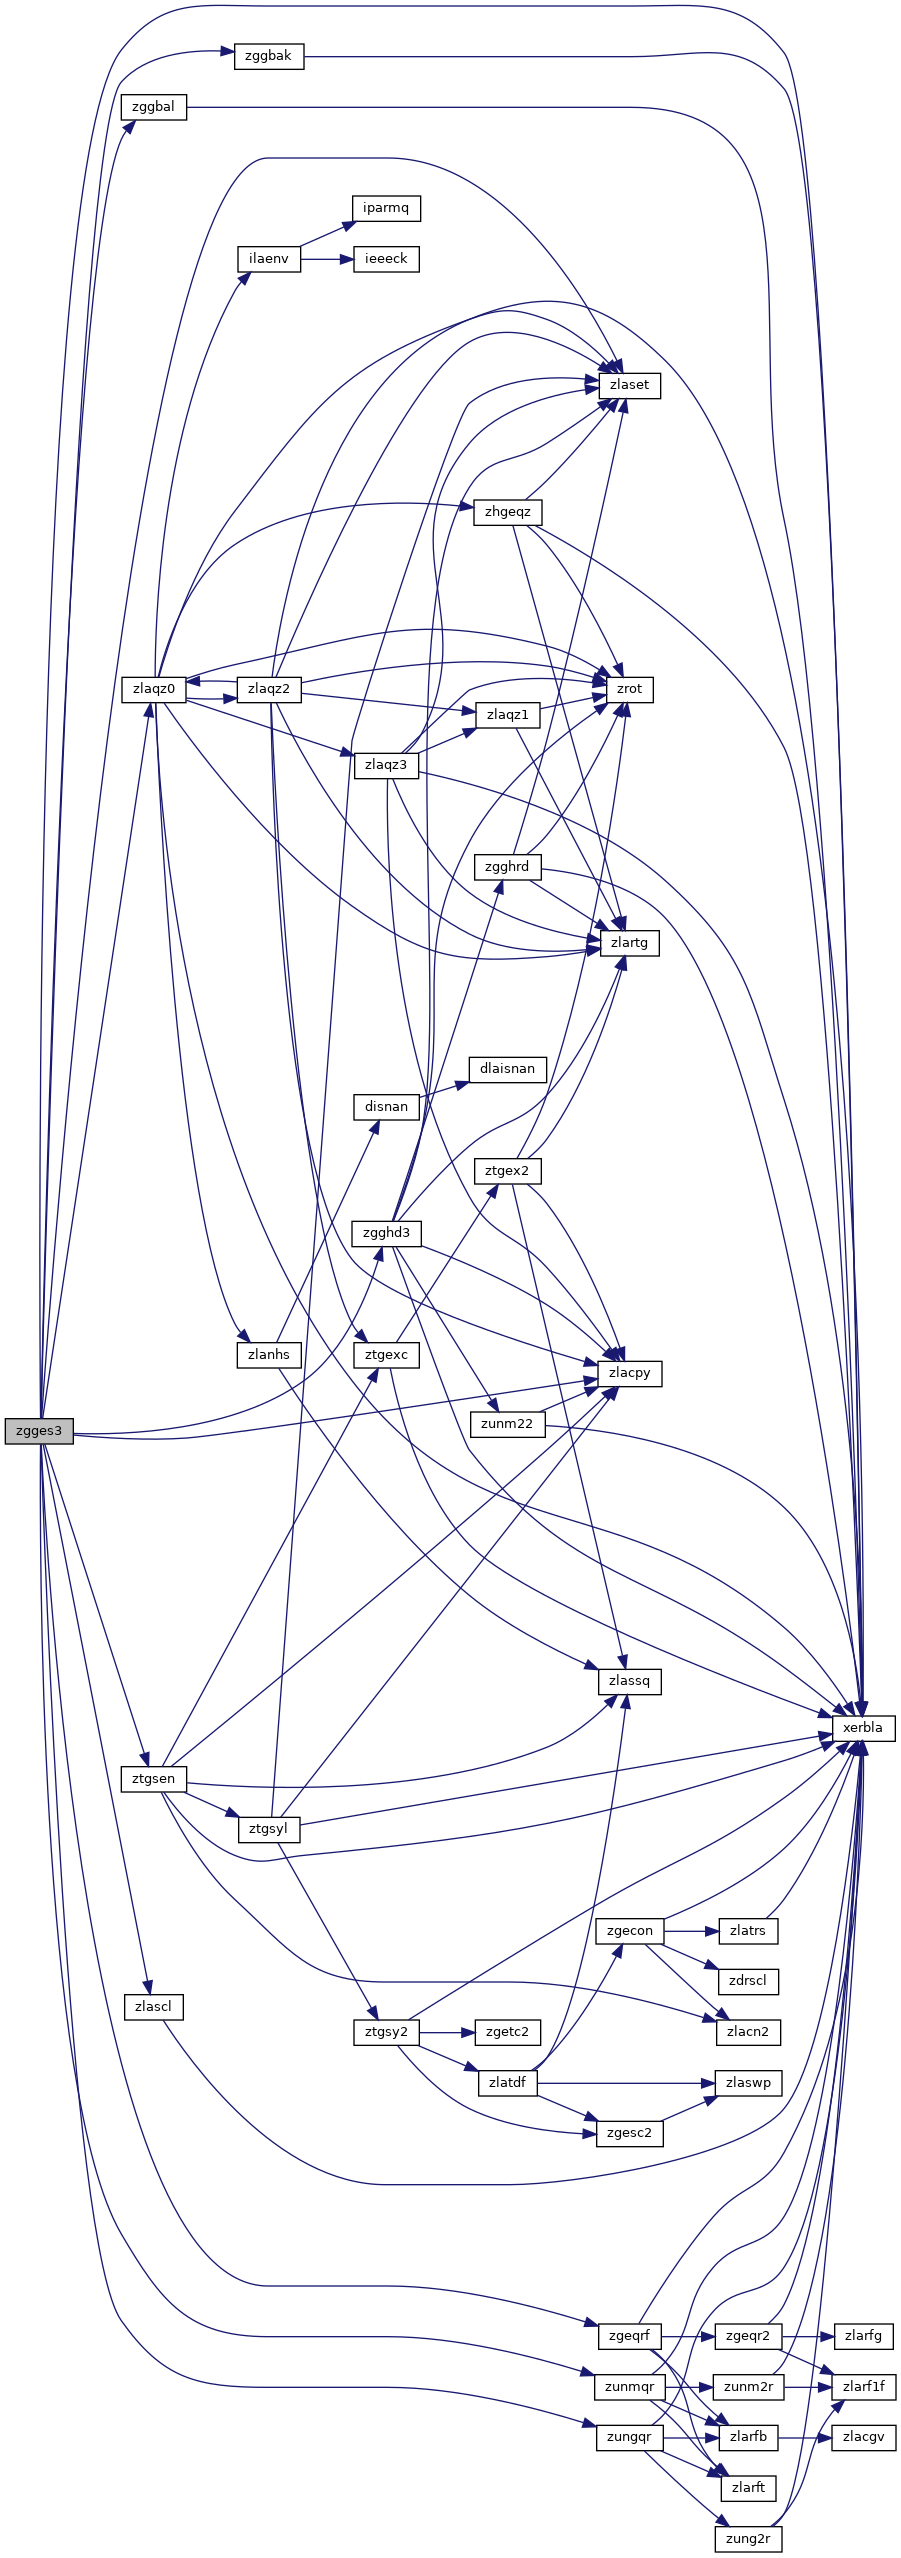 zggbak
zggbal
iparmq
ilaenv
ieeeck
zlaset
zhgeqz
zlaqz0
zlaqz2
zrot
zlaqz1
zlaqz3
zgghrd
zlartg
dlaisnan
disnan
ztgex2
zgghd3
zlanhs
ztgexc
zlacpy
zunm22
zgges3
zlassq
xerbla
ztgsen
ztgsyl
zgecon
zlatrs
zdrscl
zlascl
ztgsy2
zgetc2
zlacn2
zlatdf
zlaswp
zgesc2
zgeqrf
zgeqr2
zlarfg
zunmqr
zunm2r
zlarf1f
zungqr
zlarfb
zlacgv
zlarft
zung2r